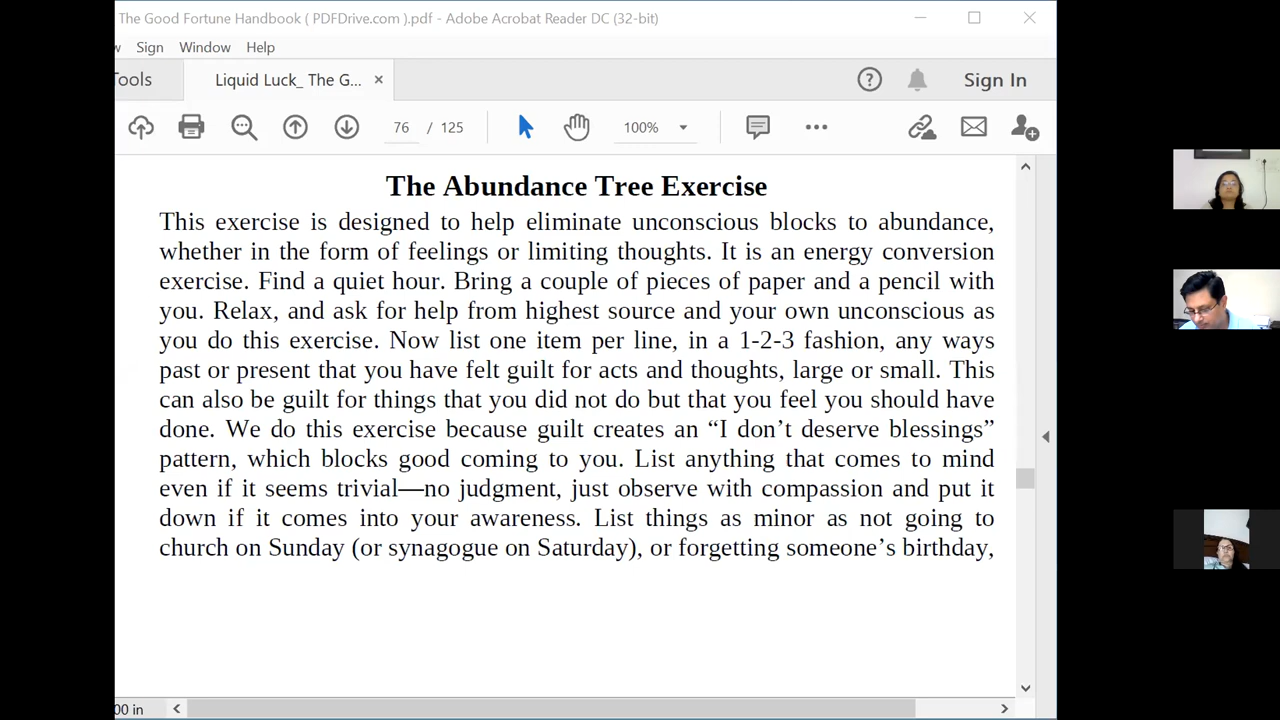 The Good Fortune Handbook ( PDFDrive.com ).pdf - Adobe Acrobat Reader DC (32-bit)
w Sign Window Help
Tools Liquid Luck_ The G... × Sign In
76 / 125 100%
The Abundance Tree Exercise
This exercise is designed to help eliminate unconscious blocks to abundance,
whether in the form of feelings or limiting thoughts. It is an energy conversion
exercise. Find a quiet hour. Bring a couple of pieces of paper and a pencil with
you. Relax, and ask for help from highest source and your own unconscious as
you do this exercise. Now list one item per line, in a 1-2-3 fashion, any ways
past or present that you have felt guilt for acts and thoughts, large or small. This
can also be guilt for things that you did not do but that you feel you should have
done. We do this exercise because guilt creates an “I don’t deserve blessings”
pattern, which blocks good coming to you. List anything that comes to mind
even if it seems trivial—no judgment, just observe with compassion and put it
down if it comes into your awareness. List things as minor as not going to
church on Sunday (or synagogue on Saturday), or forgetting someone’s birthday,
00 in